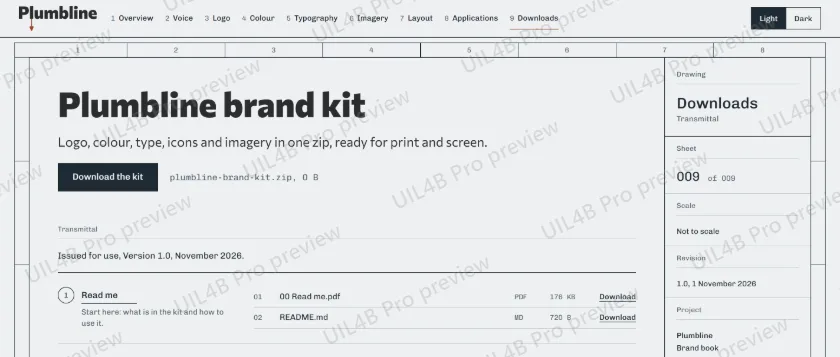 Plumbline
1 Overview 2 Voice 3 Logo 4 Colour 5 Typography 6 Imagery 7 Layout 8 Applications 9 Downloads
Light Dark
1 2 3 4 5 6 7 8
Plumbline brand kit
Logo, colour, type, icons and imagery in one zip, ready for print and screen.
Download the kit plumbline-brand-kit.zip, 0 B
Transmittal
Issued for use, Version 1.0, November 2026.
1 Read me
Start here: what is in the kit and how to
use it.
01 00 Read me.pdf PDF 178 KB Download
02 README.md MD 720 B Download
Drawing
Downloads
Transmittal
Sheet
009 of 009
Scale
Not to scale
Revision
1.0, 1 November 2026
Project
Plumbline
Brand book
UIL4B Pro preview